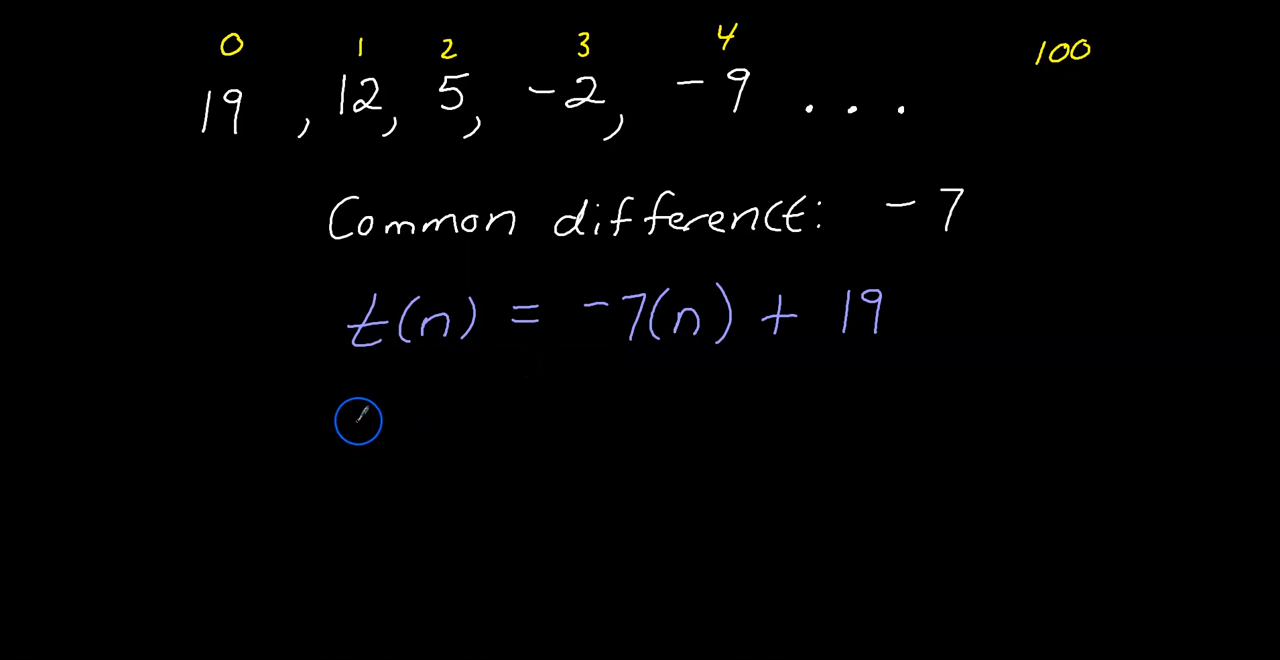 0 1 2 3 4 100
19 , 12, 5, -2, -9 ...
Common difference: -7
t(n) = -7(n) + 19